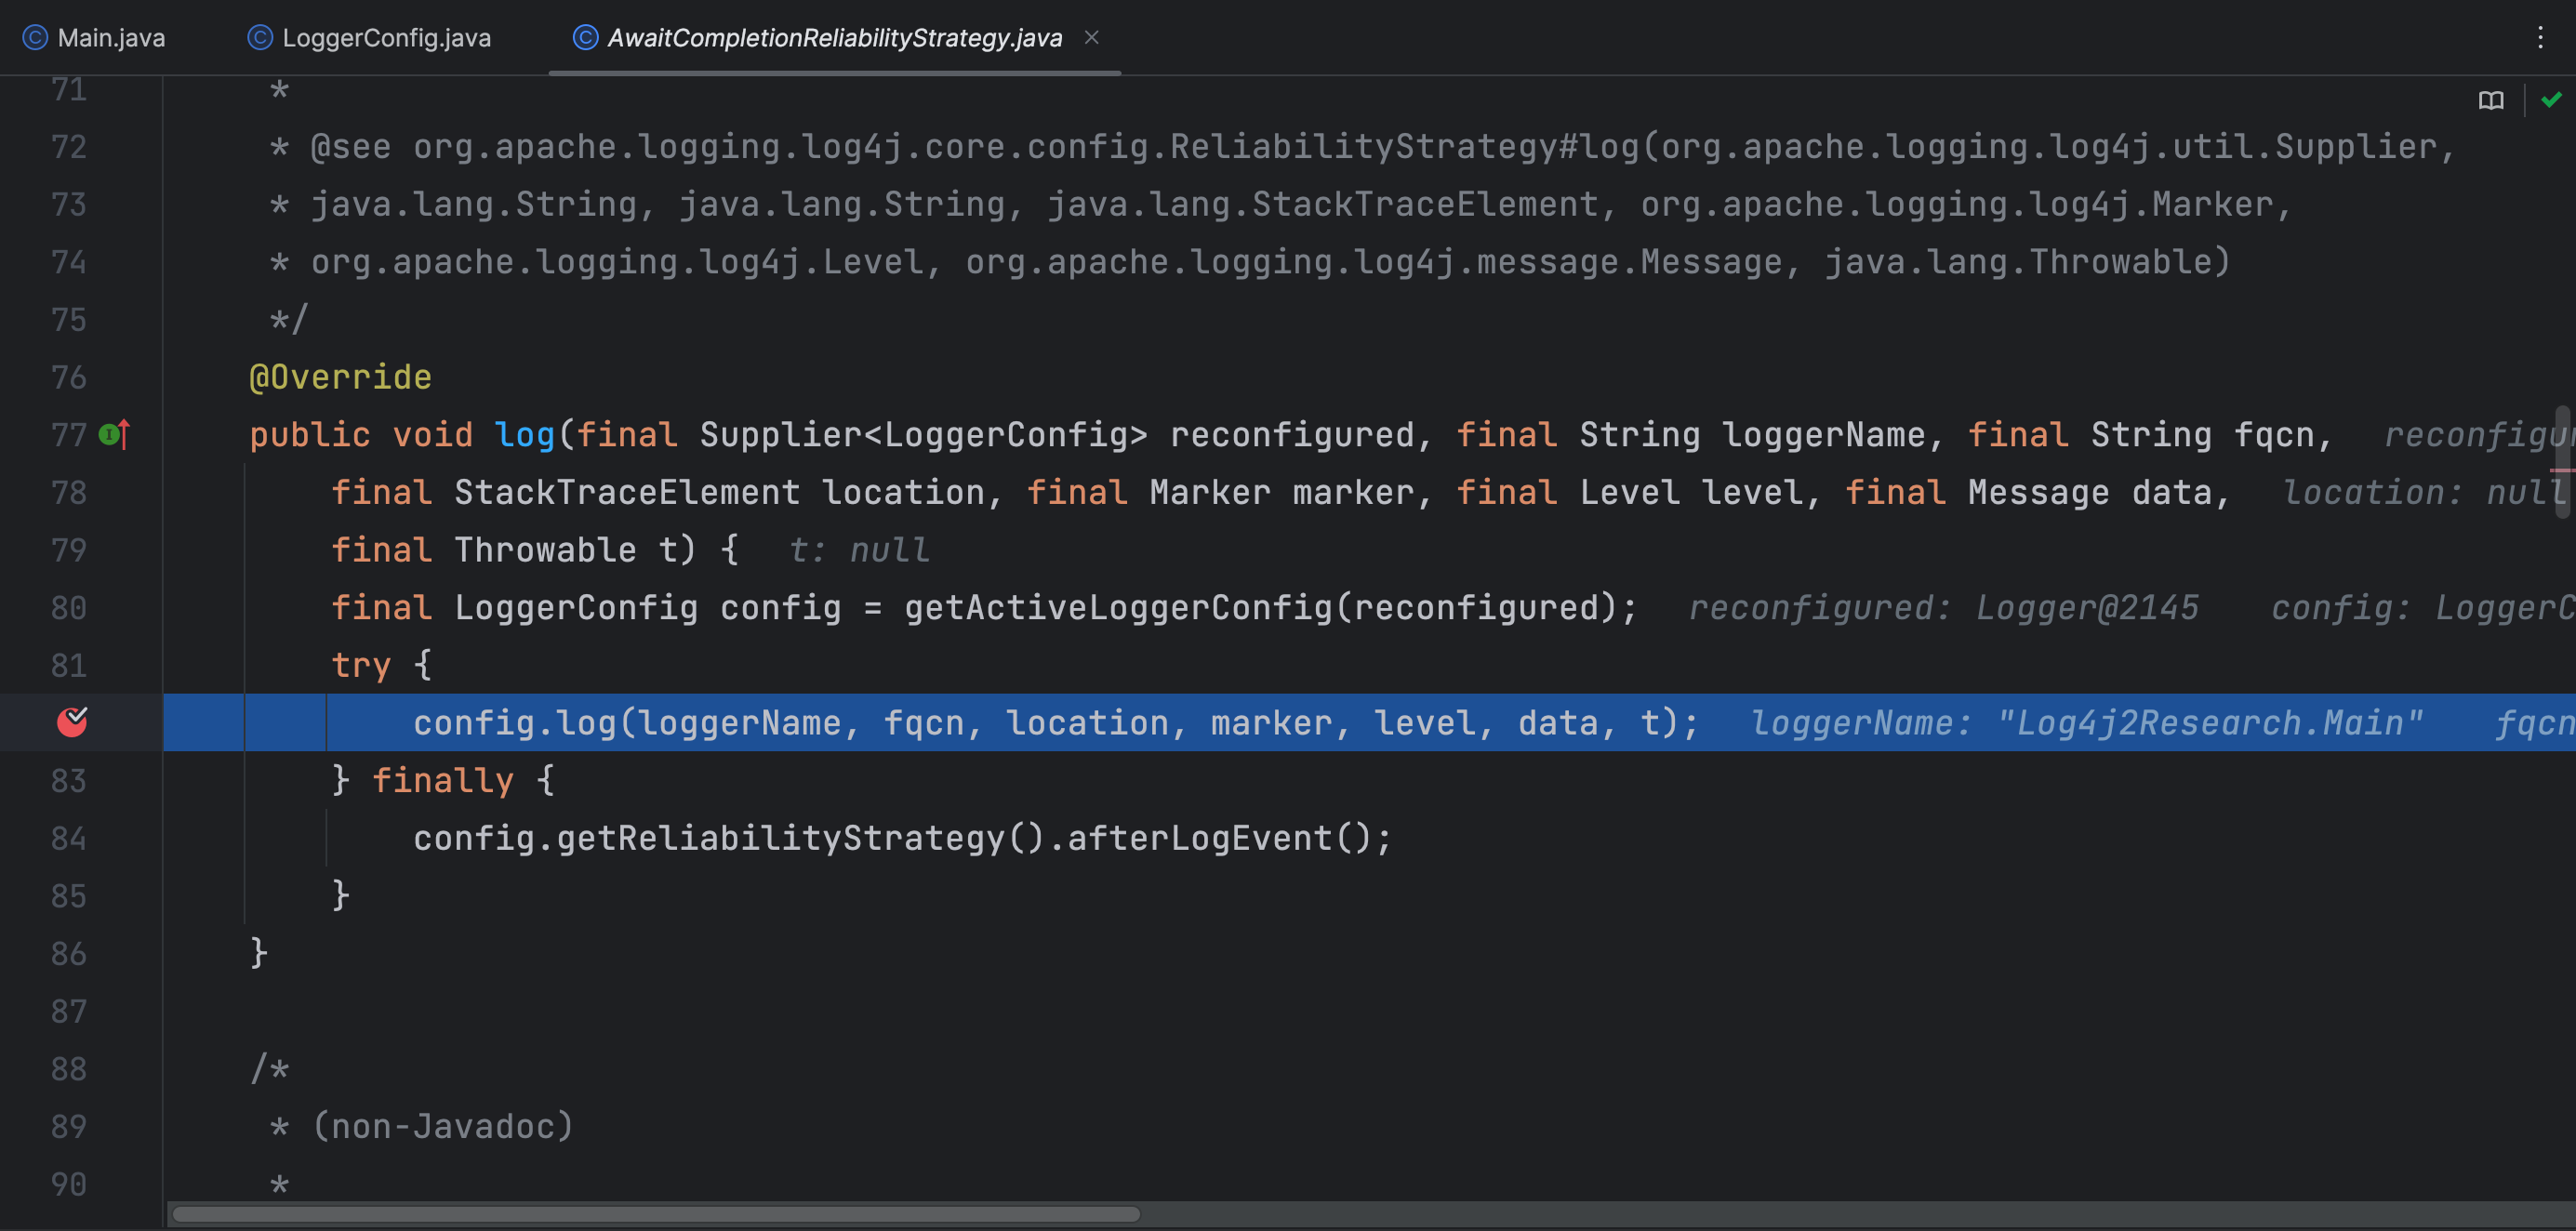 Main.java LoggerConfig.java AwaitCompletionReliabilityStrategy.java
71 *
72 * @see org.apache.logging.log4j.core.config.ReliabilityStrategy#log(org.apache.logging.log4j.util.Supplier,
73 * java.lang.String, java.lang.String, java.lang.StackTraceElement, org.apache.logging.log4j.Marker,
74 * org.apache.logging.log4j.Level, org.apache.logging.log4j.message.Message, java.lang.Throwable)
75 */
76 @Override
77 public void log(final Supplier<LoggerConfig> reconfigured, final String loggerName, final String fqcn,
78 final StackTraceElement location, final Marker marker, final Level level, final Message data, location: null
79 final Throwable t) { t: null
80 final LoggerConfig config = getActiveLoggerConfig(reconfigured); reconfigured: Logger@2145 config: LoggerC
81 try {
config.log(loggerName, fqcn, location, marker, level, data, t); loggerName: "Log4j2Research.Main" fqcn
83 } finally {
84 config.getReliabilityStrategy().afterLogEvent();
85 }
86 }
87
88 /*
89 * (non-Javadoc)
90 *